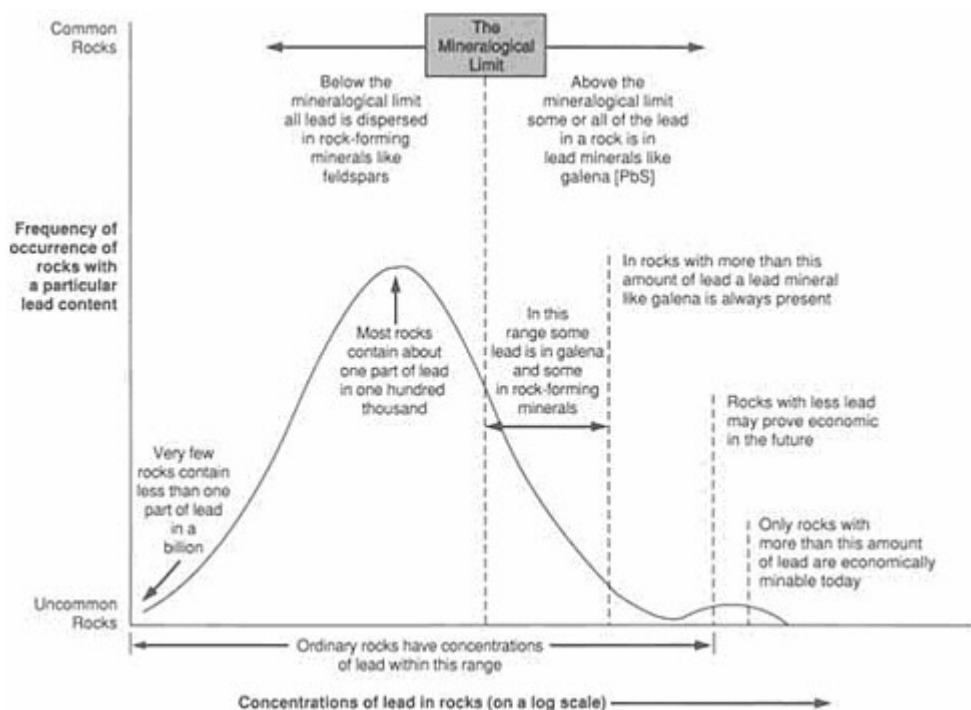 Common
Rocks
The
Mineralogical
Limit
Below the
mineralogical limit
all lead is dispersed
in rock-forming
minerals like
feldspars
Above the
mineralogical limit
some or all of the lead
in a rock is in
lead minerals like
galena [PbS]
Frequency of
occurrence of
rocks with
a particular
lead content
In rocks with more than this
amount of lead a lead mineral
like galena is always present
Most rocks
contain about
one part of lead
in one hundred
thousand
In this
range some
lead is in galena
and some
in rock-forming
minerals
Rocks with less lead
may prove economic
in the future
Very few
rocks contain
less than one
part of lead
in a
billion
Only rocks with
more than this amount
of lead are economically
minable today
Uncommon
Rocks
Ordinary rocks have concentrations
of lead within this range
Concentrations of lead in rocks (on a log scale)